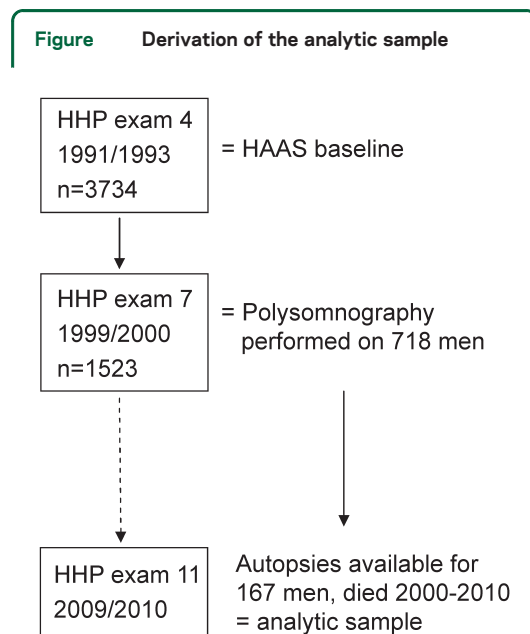 Figure Derivation of the analytic sample
HHP exam 4
1991/1993
n=3734
= HAAS baseline
HHP exam 7
1999/2000
n=1523
= Polysomnography
performed on 718 men
HHP exam 11
2009/2010
Autopsies available for
167 men, died 2000-2010
= analytic sample